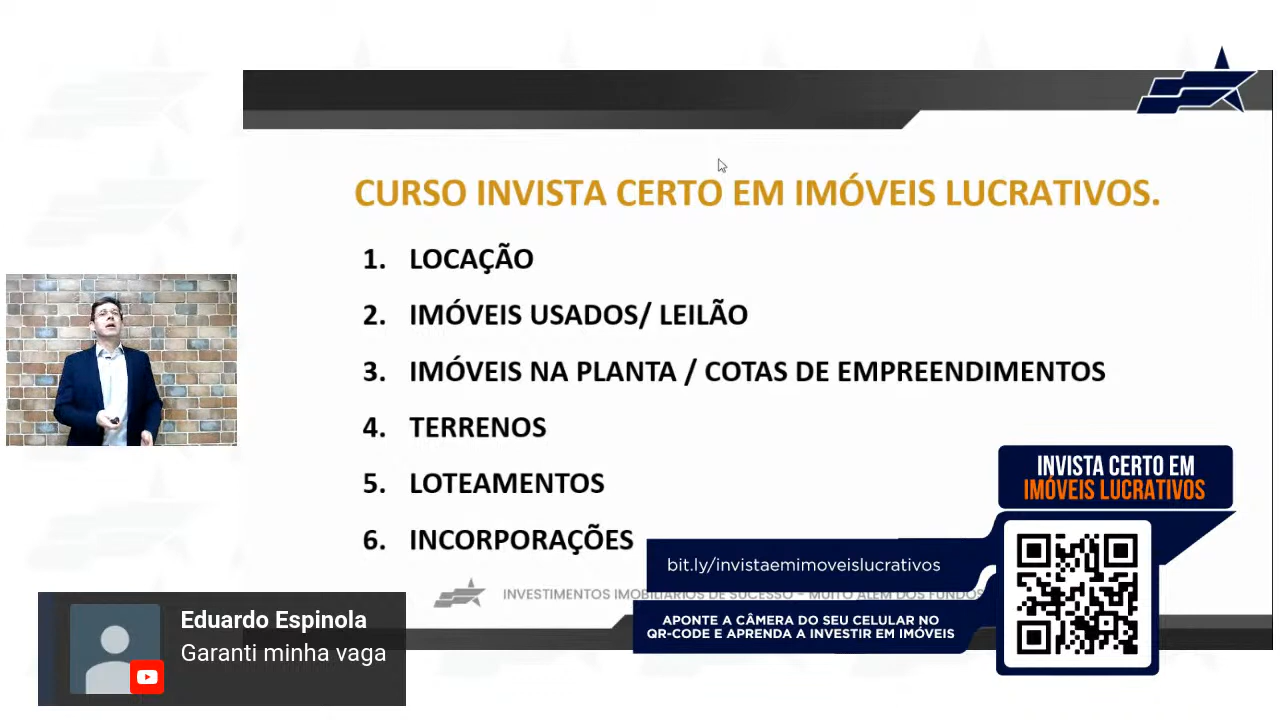 CURSO INVISTA CERTO EM IMÓVEIS LUCRATIVOS.
1. LOCAÇÃO
2. IMÓVEIS USADOS/ LEILÃO
3. IMÓVEIS NA PLANTA / COTAS DE EMPREENDIMENTOS
4. TERRENOS
5. LOTEAMENTOS
6. INCORPORAÇÕES
INVISTA CERTO EM
IMÓVEIS LUCRATIVOS
bit.ly/invistaemimoveislucrativos
INVESTIMENTOS IMOBILIÁRIOS DE SUCESSO - MUITO ALÉM DOS FUNDOS
APONTE A CÂMERA DO SEU CELULAR NO
QR-CODE E APRENDA A INVESTIR EM IMÓVEIS
Eduardo Espinola
Garanti minha vaga